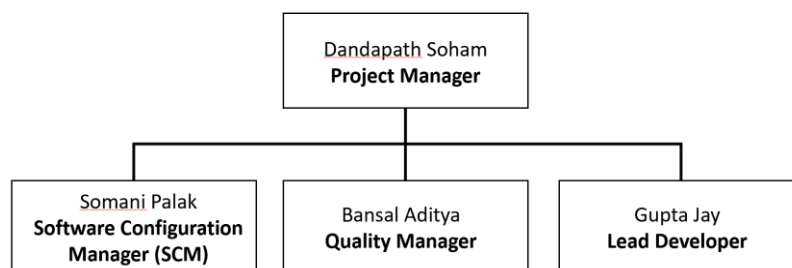 Dandapath Soham
Project Manager
Somani Palak
Software Configuration
Manager (SCM)
Bansal Aditya
Quality Manager
Gupta Jay
Lead Developer